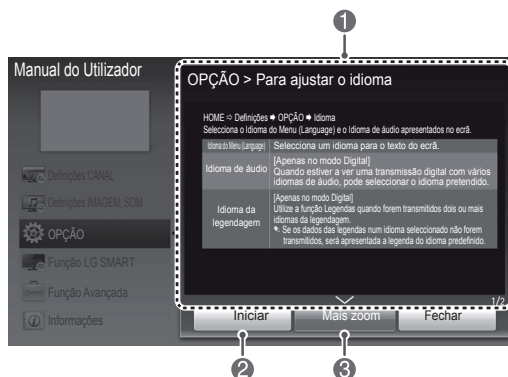 1
Manual do Utilizador
OPÇÃO > Para ajustar o idioma
HOME ⇨ Definições ➡ OPÇÃO ➡ Idioma
Selecciona o Idioma do Menu (Language) e o Idioma de áudio apresentados no ecrã.
Idioma do Menu (Language) Selecciona um idioma para o texto do ecrã.
Idioma de áudio
[Apenas no modo Digital]
Quando estiver a ver uma transmissão digital com vários
idiomas de áudio, pode seleccionar o idioma pretendido.
Idioma da
legendagem
[Apenas no modo Digital]
Utilize a função Legendas quando forem transmitidos dois ou mais
idiomas da legendagem.
Se os dados das legendas num idioma seleccionado não forem
transmitidos, será apresentada a legenda do idioma predefinido.
Definições CANAL
Definições IMAGEM, SOM
OPÇÃO
Função LG SMART
Função Avançada
Informações
1/2
Iniciar
Mais zoom
Fechar
2
3